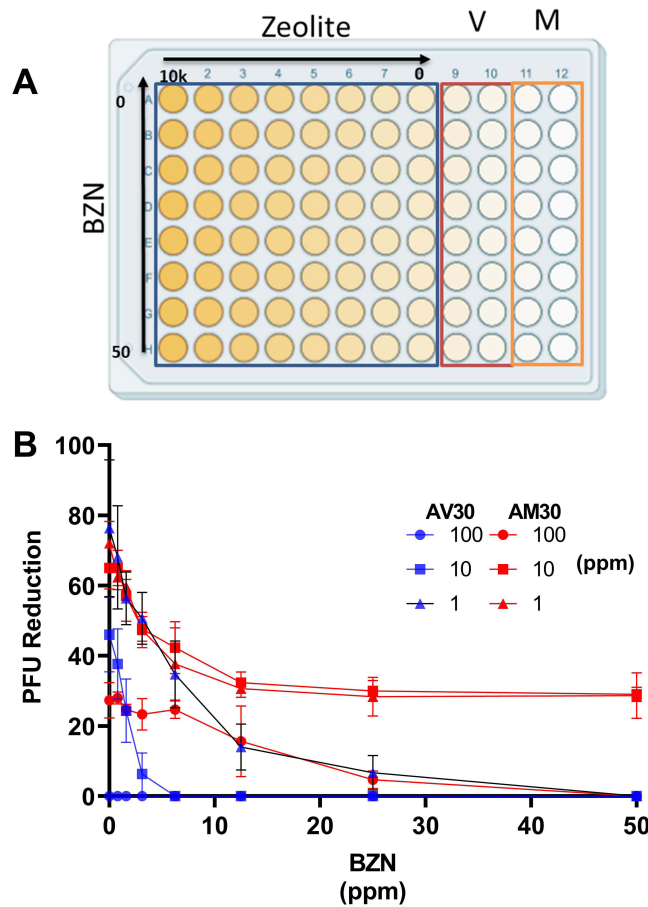 Zeolite V M
A
10k 2 3 4 5 6 7 0 9 10 11 12
0
A
B
C
D
BZN
E
F
G
50 H
B
100
80
60
40
20
0
PFU Reduction
AV30 AM30
100 100
10 10 (ppm)
1 1
0 10 20 30 40 50
BZN
(ppm)